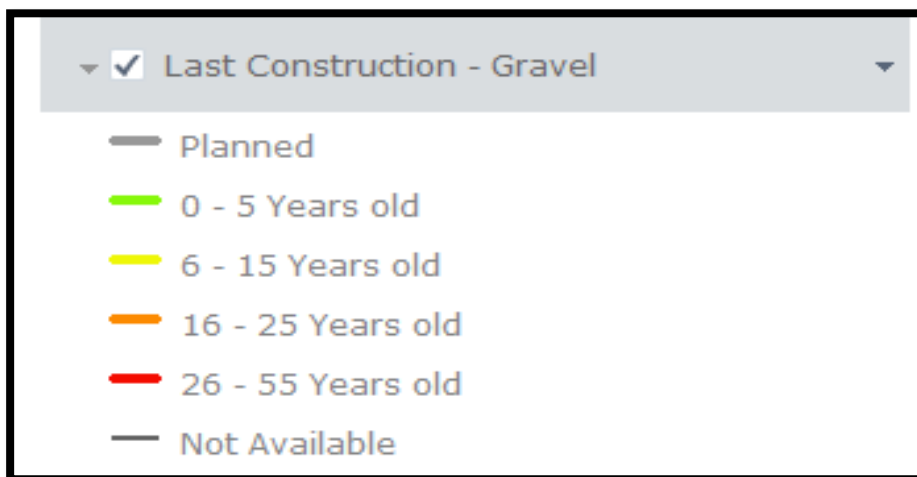 Last Construction - Gravel
Planned
0 - 5 Years old
6 - 15 Years old
16 - 25 Years old
26 - 55 Years old
Not Available